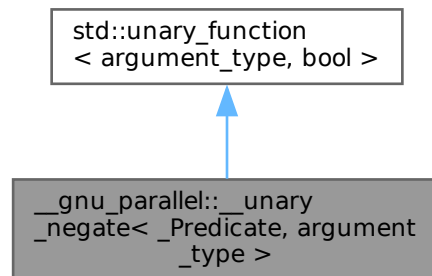 std::unary_function
< argument_type, bool >
__gnu_parallel::__unary
_negate< _Predicate, argument
_type >